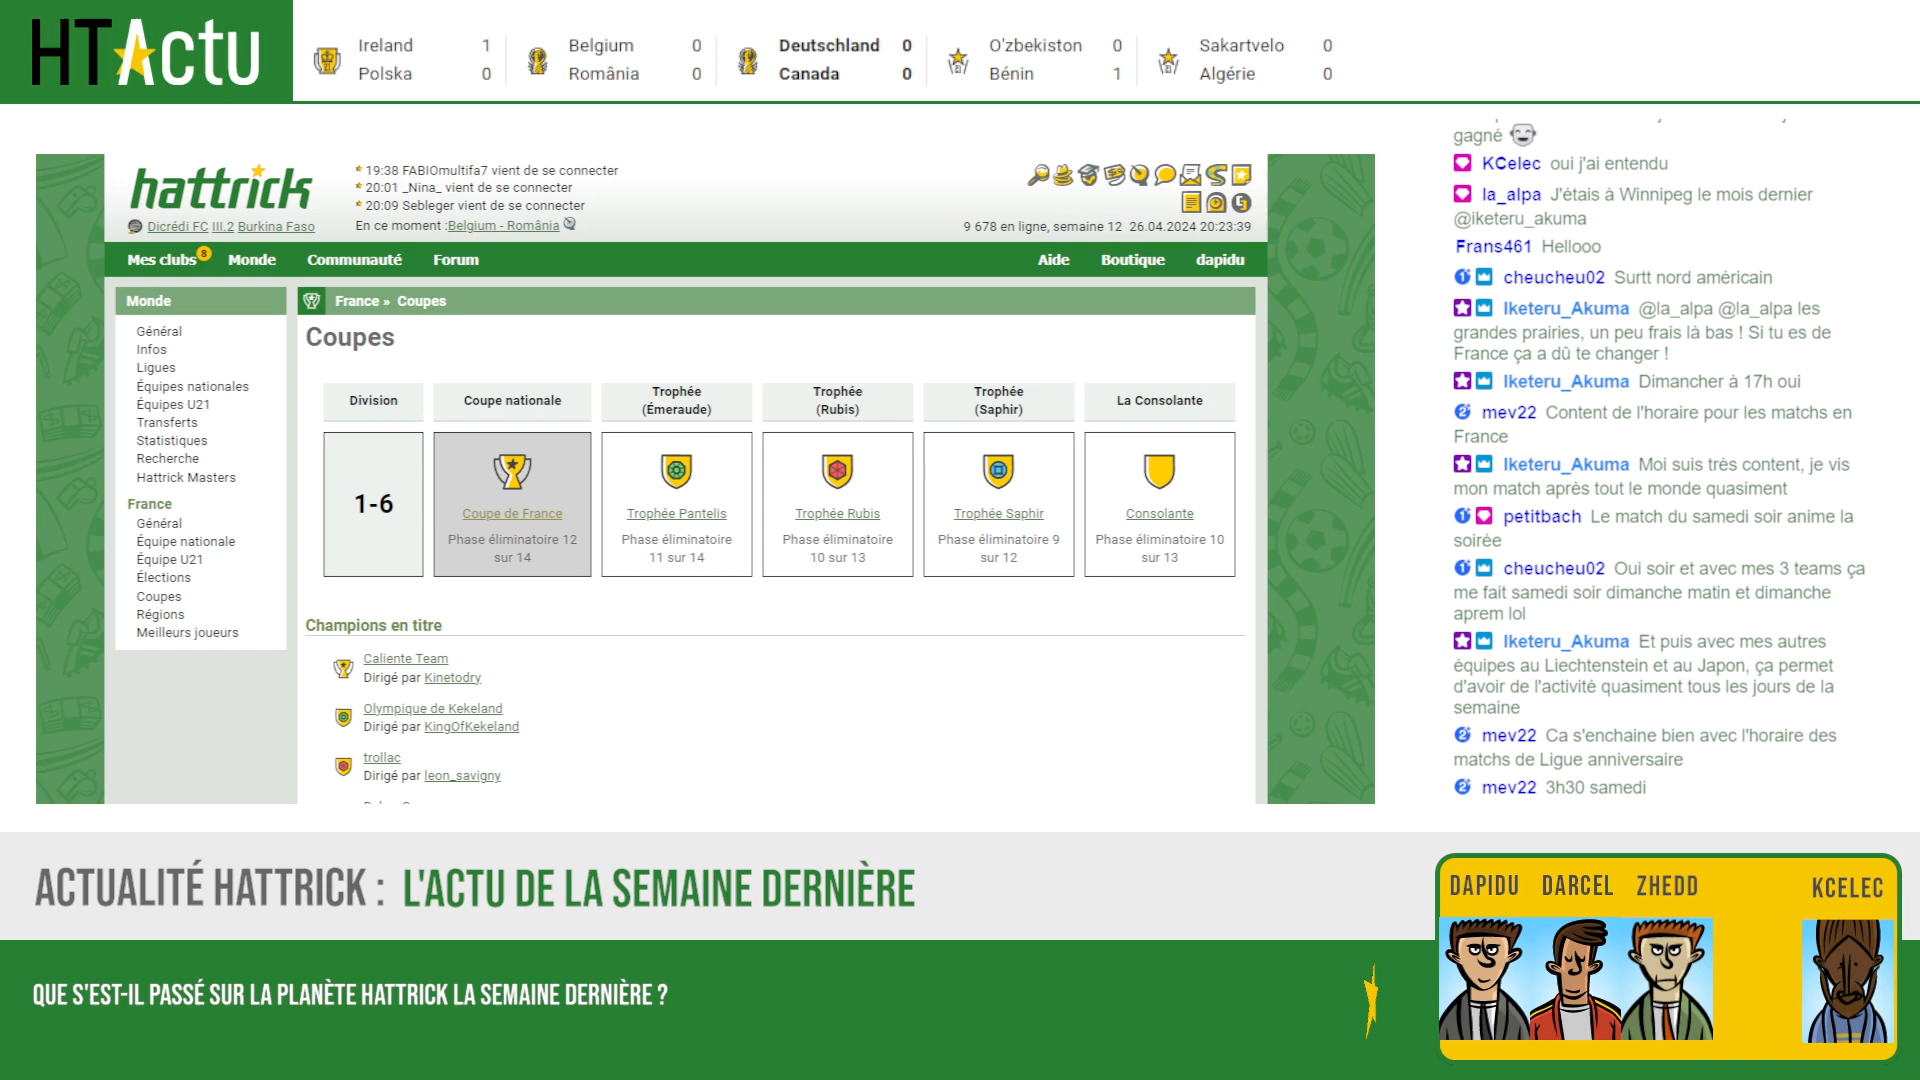 HTActu
Ireland 1
Polska 0
Belgium 0
România 0
Deutschland 0
Canada 0
O'zbekiston 0
Bénin 1
Sakartvelo 0
Algérie 0
hattrick
Dicrédi FC III.2 Burkina Faso
19:38 FABIOmultifa7 vient de se connecter
20:01 _Nina_ vient de se connecter
20:09 Sebleger vient de se connecter
En ce moment :Belgium - România
9 678 en ligne, semaine 12 26.04.2024 20:23:39
Mes clubs 8 Monde Communauté Forum Aide Boutique dapidu
Monde
Général
Infos
Ligues
Équipes nationales
Équipes U21
Transferts
Statistiques
Recherche
Hattrick Masters
France
Général
Équipe nationale
Équipe U21
Élections
Coupes
Régions
Meilleurs joueurs
France » Coupes
Coupes
Division
Coupe nationale
Trophée
(Émeraude)
Trophée
(Rubis)
Trophée
(Saphir)
La Consolante
1-6
Coupe de France
Phase éliminatoire 12
sur 14
Trophée Pantelis
Phase éliminatoire
11 sur 14
Trophée Rubis
Phase éliminatoire
10 sur 13
Trophée Saphir
Phase éliminatoire 9
sur 12
Consolante
Phase éliminatoire 10
sur 13
Champions en titre
Caliente Team
Dirigé par Kinetodry
Olympique de Kekeland
Dirigé par KingOfKekeland
trollac
Dirigé par leon_savigny
gagné
KCelec oui j'ai entendu
la_alpa J'étais à Winnipeg le mois dernier
@iketeru_akuma
Frans461 Hellooo
cheucheu02 Surtt nord américain
Iketeru_Akuma @la_alpa @la_alpa les
grandes prairies, un peu frais là bas ! Si tu es de
France ça a dû te changer !
Iketeru_Akuma Dimancher à 17h oui
mev22 Content de l'horaire pour les matchs en
France
Iketeru_Akuma Moi suis très content, je vis
mon match après tout le monde quasiment
petitbach Le match du samedi soir anime la
soirée
cheucheu02 Oui soir et avec mes 3 teams ça
me fait samedi soir dimanche matin et dimanche
aprem lol
Iketeru_Akuma Et puis avec mes autres
équipes au Liechtenstein et au Japon, ça permet
d'avoir de l'activité quasiment tous les jours de la
semaine
mev22 Ca s'enchaine bien avec l'horaire des
matchs de Ligue anniversaire
mev22 3h30 samedi
ACTUALITÉ HATTRICK : L'ACTU DE LA SEMAINE DERNIÈRE
QUE S'EST-IL PASSÉ SUR LA PLANÈTE HATTRICK LA SEMAINE DERNIÈRE ?
DAPIDU DARCEL ZHEDD KCELEC